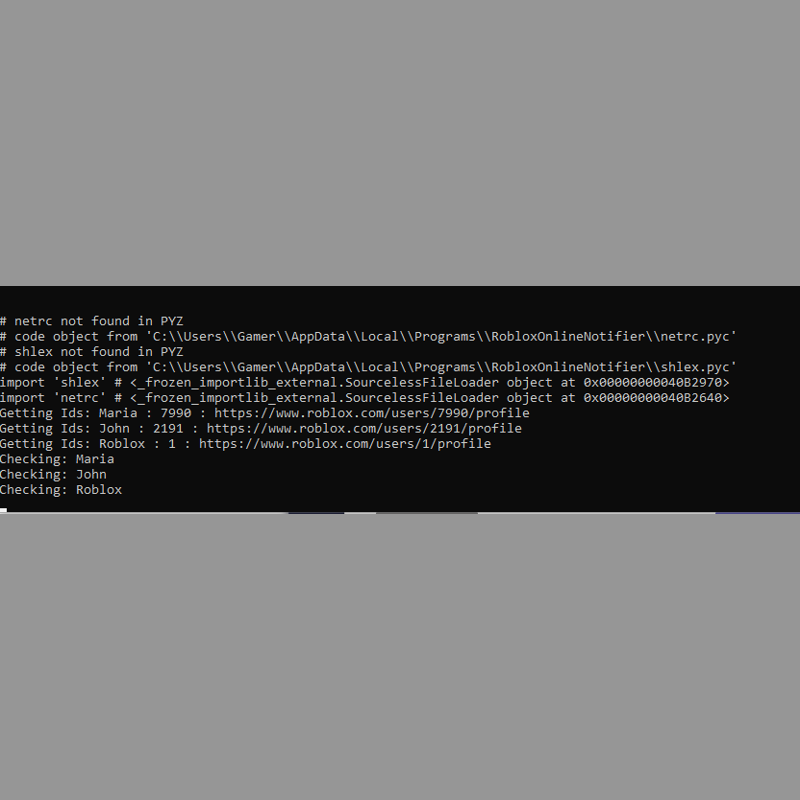 # netrc not found in PYZ
# code object from 'C:\\Users\\Gamer\\AppData\\Local\\Programs\\RobloxOnlineNotifier\\netrc.pyc'
# shlex not found in PYZ
# code object from 'C:\\Users\\Gamer\\AppData\\Local\\Programs\\RobloxOnlineNotifier\\shlex.pyc'
import 'shlex' # <_frozen_importlib_external.SourcelessFileLoader object at 0x00000000040B2970>
import 'netrc' # <_frozen_importlib_external.SourcelessFileLoader object at 0x00000000040B2640>
Getting Ids: Maria : 7990 : https://www.roblox.com/users/7990/profile
Getting Ids: John : 2191 : https://www.roblox.com/users/2191/profile
Getting Ids: Roblox : 1 : https://www.roblox.com/users/1/profile
Checking: Maria
Checking: John
Checking: Roblox